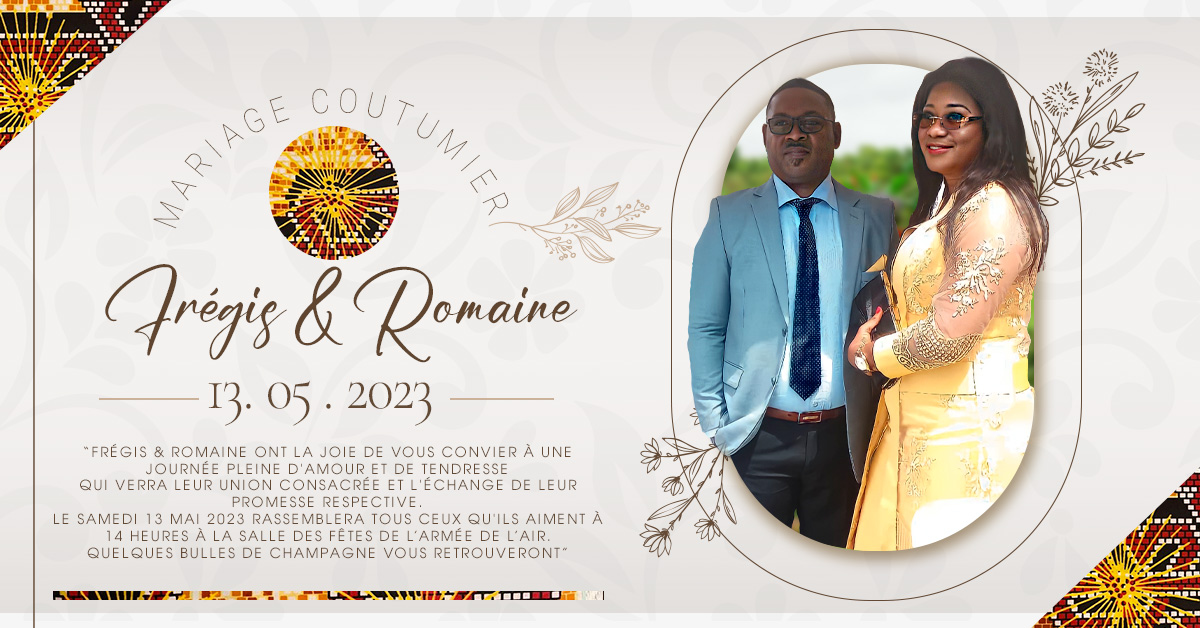 MARIAGE COUTUMIER
Frégis & Romaine
13. 05 . 2023
“FRÉGIS & ROMAINE ONT LA JOIE DE VOUS CONVIER À UNE
JOURNÉE PLEINE D'AMOUR ET DE TENDRESSE
QUI VERRA LEUR UNION CONSACRÉE ET L'ÉCHANGE DE LEUR
PROMESSE RESPECTIVE.
LE SAMEDI 13 MAI 2023 RASSEMBLERA TOUS CEUX QU'ILS AIMENT À
14 HEURES À LA SALLE DES FÊTES DE L’ARMÉE DE L’AIR.
QUELQUES BULLES DE CHAMPAGNE VOUS RETROUVERONT”